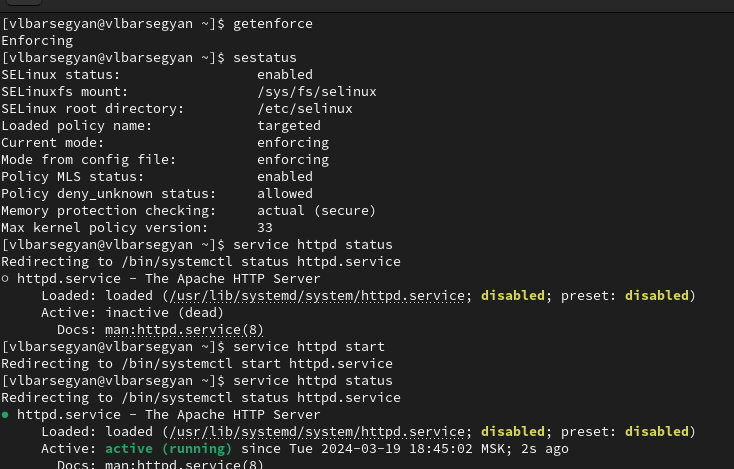 [vlbarsegyan@vlbarsegyan ~]$ getenforce
Enforcing
[vlbarsegyan@vlbarsegyan ~]$ sestatus
SELinux status:                 enabled
SELinuxfs mount:                /sys/fs/selinux
SELinux root directory:         /etc/selinux
Loaded policy name:             targeted
Current mode:                   enforcing
Mode from config file:          enforcing
Policy MLS status:              enabled
Policy deny_unknown status:     allowed
Memory protection checking:     actual (secure)
Max kernel policy version:      33
[vlbarsegyan@vlbarsegyan ~]$ service httpd status
Redirecting to /bin/systemctl status httpd.service
○ httpd.service - The Apache HTTP Server
     Loaded: loaded (/usr/lib/systemd/system/httpd.service; disabled; preset: disabled)
     Active: inactive (dead)
       Docs: man:httpd.service(8)
[vlbarsegyan@vlbarsegyan ~]$ service httpd start
Redirecting to /bin/systemctl start httpd.service
[vlbarsegyan@vlbarsegyan ~]$ service httpd status
Redirecting to /bin/systemctl status httpd.service
● httpd.service - The Apache HTTP Server
     Loaded: loaded (/usr/lib/systemd/system/httpd.service; disabled; preset: disabled)
     Active: active (running) since Tue 2024-03-19 18:45:02 MSK; 2s ago
       Docs: man:httpd.service(8)